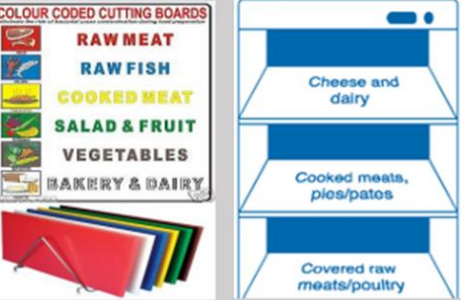 COLOUR CODED CUTTING BOARDS
RAW MEAT
RAW FISH
COOKED MEAT
SALAD & FRUIT
VEGETABLES
BAKERY & DAIRY
Cheese and
dairy
Cooked meats,
pies/pates
Covered raw
meats/poultry